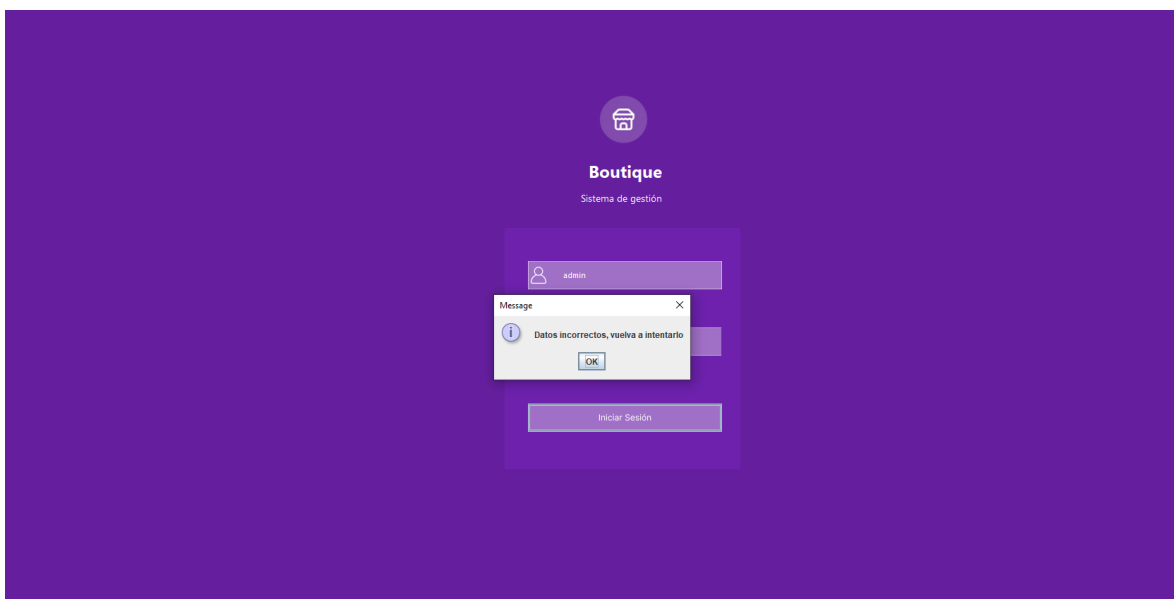 Boutique
Sistema de gestión
admin
Message
Datos incorrectos, vuelva a intentarlo
OK
Iniciar Sesión